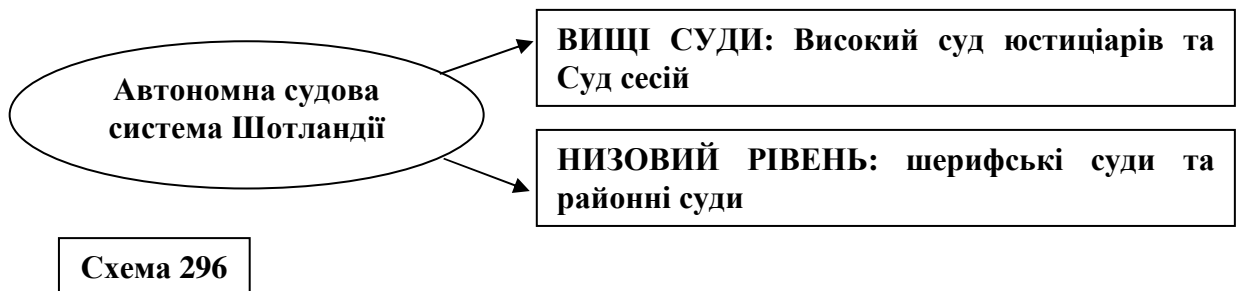 Автономна судова
система Шотландії
ВИЩІ СУДИ: Високий суд юстиціарів та
Суд сесій
НИЗОВИЙ РІВЕНЬ: шерифські суди та
районні суди
Схема 296